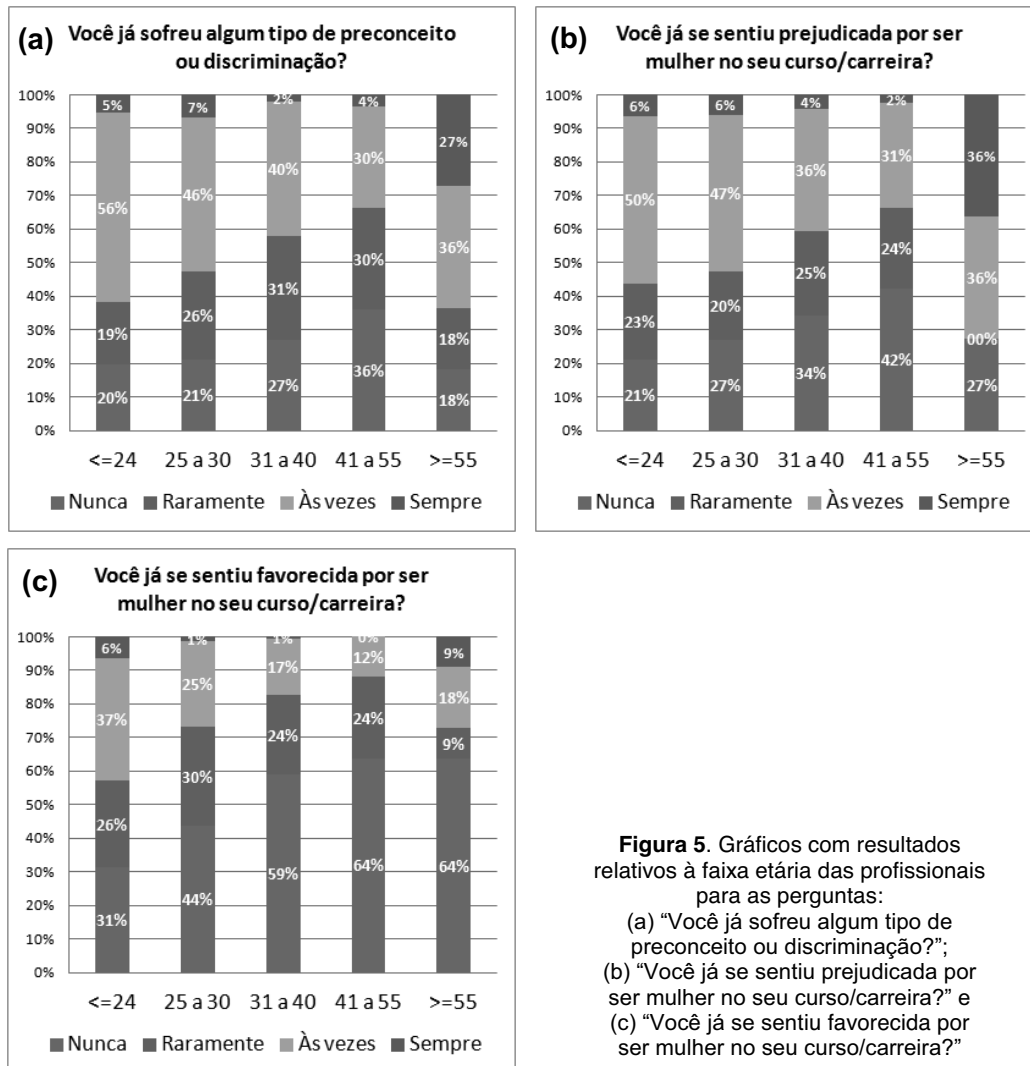 (a) Você já sofreu algum tipo de preconceito
ou discriminação?
100%
90%
80%
70%
60%
50%
40%
30%
20%
10%
0%
5% 7% 2% 4% 27%
56% 46% 40% 30% 36%
19% 26% 31% 30% 18%
20% 21% 27% 36% 18%
<=24 25 a 30 31 a 40 41 a 55 >=55
Nunca Raramente Às vezes Sempre
(b) Você já se sentiu prejudicada por ser
mulher no seu curso/carreira?
100%
90%
80%
70%
60%
50%
40%
30%
20%
10%
0%
6% 6% 4% 2% 36%
50% 47% 36% 31% 36%
23% 20% 25% 24% 00%
21% 27% 34% 42% 27%
<=24 25 a 30 31 a 40 41 a 55 >=55
Nunca Raramente Às vezes Sempre
(c) Você já se sentiu favorecida por ser
mulher no seu curso/carreira?
100%
90%
80%
70%
60%
50%
40%
30%
20%
10%
0%
6% 1% 1% 0% 9%
37% 25% 17% 12% 18%
26% 30% 24% 24% 9%
31% 44% 59% 64% 64%
<=24 25 a 30 31 a 40 41 a 55 >=55
Nunca Raramente Às vezes Sempre
Figura 5. Gráficos com resultados
relativos à faixa etária das profissionais
para as perguntas:
(a) “Você já sofreu algum tipo de
preconceito ou discriminação?”;
(b) “Você já se sentiu prejudicada por
ser mulher no seu curso/carreira?” e
(c) “Você já se sentiu favorecida por
ser mulher no seu curso/carreira?”